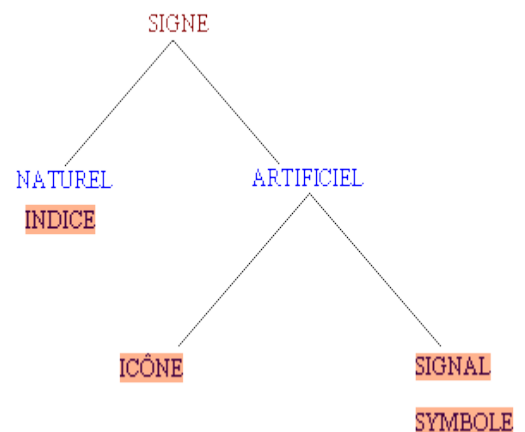 SIGNE
NATUREL
ARTIFICIEL
INDICE
ICÔNE
SIGNAL
SYMBOLE